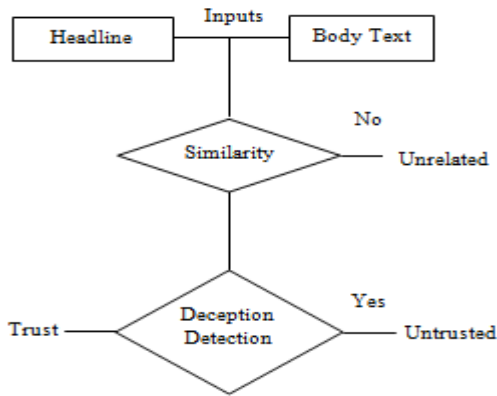 Inputs
Headline
Body Text
No
Similarity
Unrelated
Yes
Deception
Detection
Trust
Untrusted